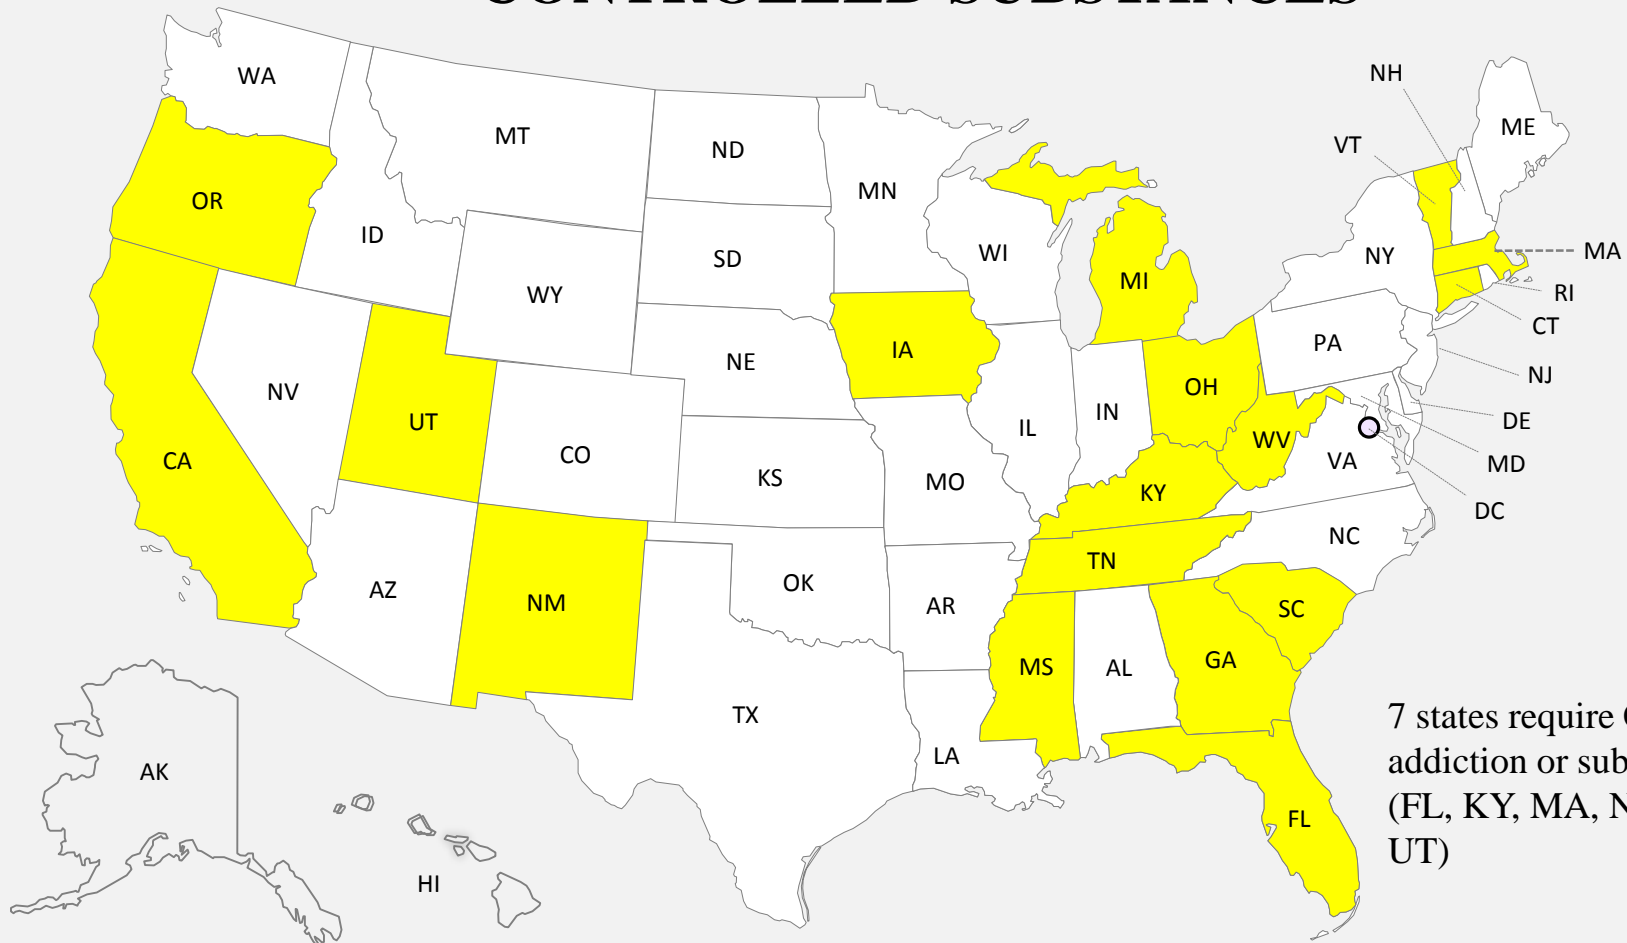 CONTROLLED SUBSTANCES
WA
MT
ND
MN
NH
ME
VT
OR
ID
SD
WI
MI
NY
MA
WY
RI
CT
NE
IA
PA
NJ
NV
UT
OH
IN
IL
DE
CA
CO
WV
VA
MD
KS
MO
KY
DC
NC
TN
AZ
NM
OK
AR
SC
MS
AL
GA
TX
LA
AK
FL
HI
7 states require
addiction or sub
(FL, KY, MA, N
UT)